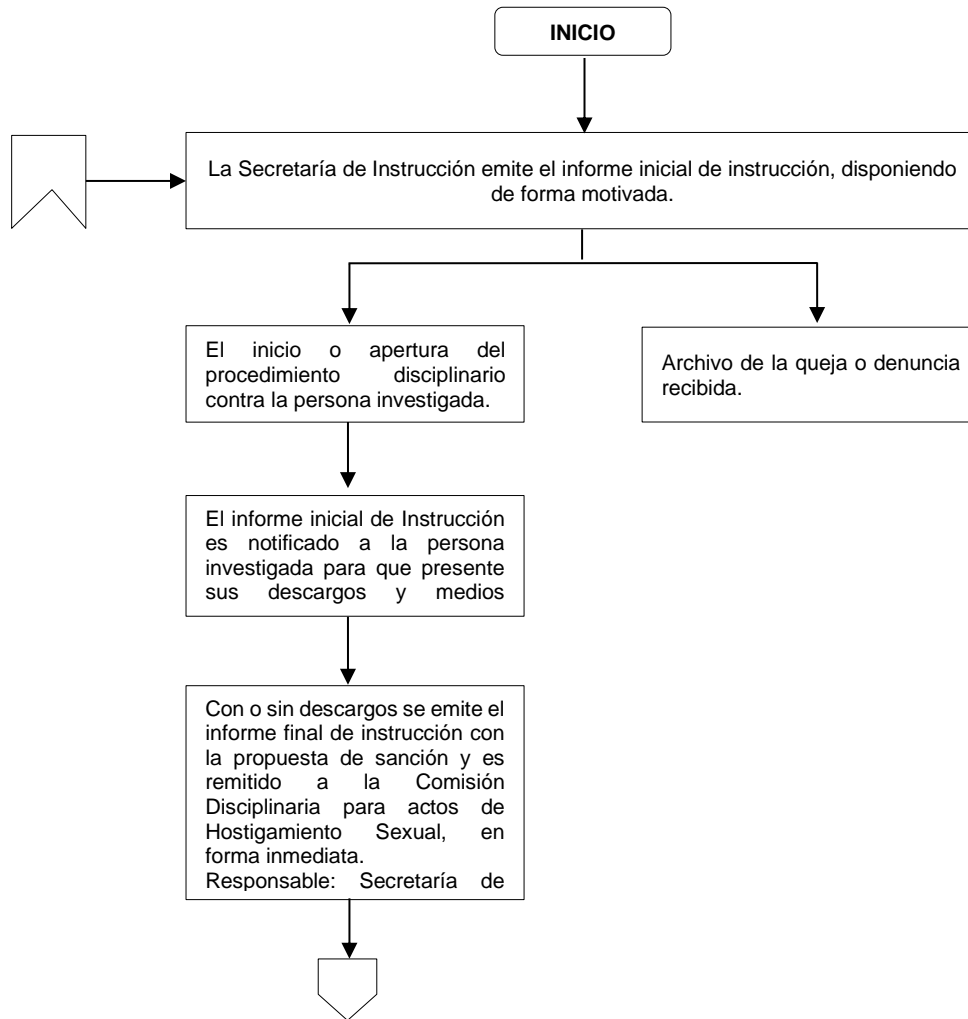 INICIO
La Secretaría de Instrucción emite el informe inicial de instrucción, disponiendo
de forma motivada.
El inicio o apertura del
procedimiento disciplinario
contra la persona investigada.
Archivo de la queja o denuncia
recibida.
El informe inicial de Instrucción
es notificado a la persona
investigada para que presente
sus descargos y medios
Con o sin descargos se emite el
informe final de instrucción con
la propuesta de sanción y es
remitido a la Comisión
Disciplinaria para actos de
Hostigamiento Sexual, en
forma inmediata.
Responsable: Secretaría de